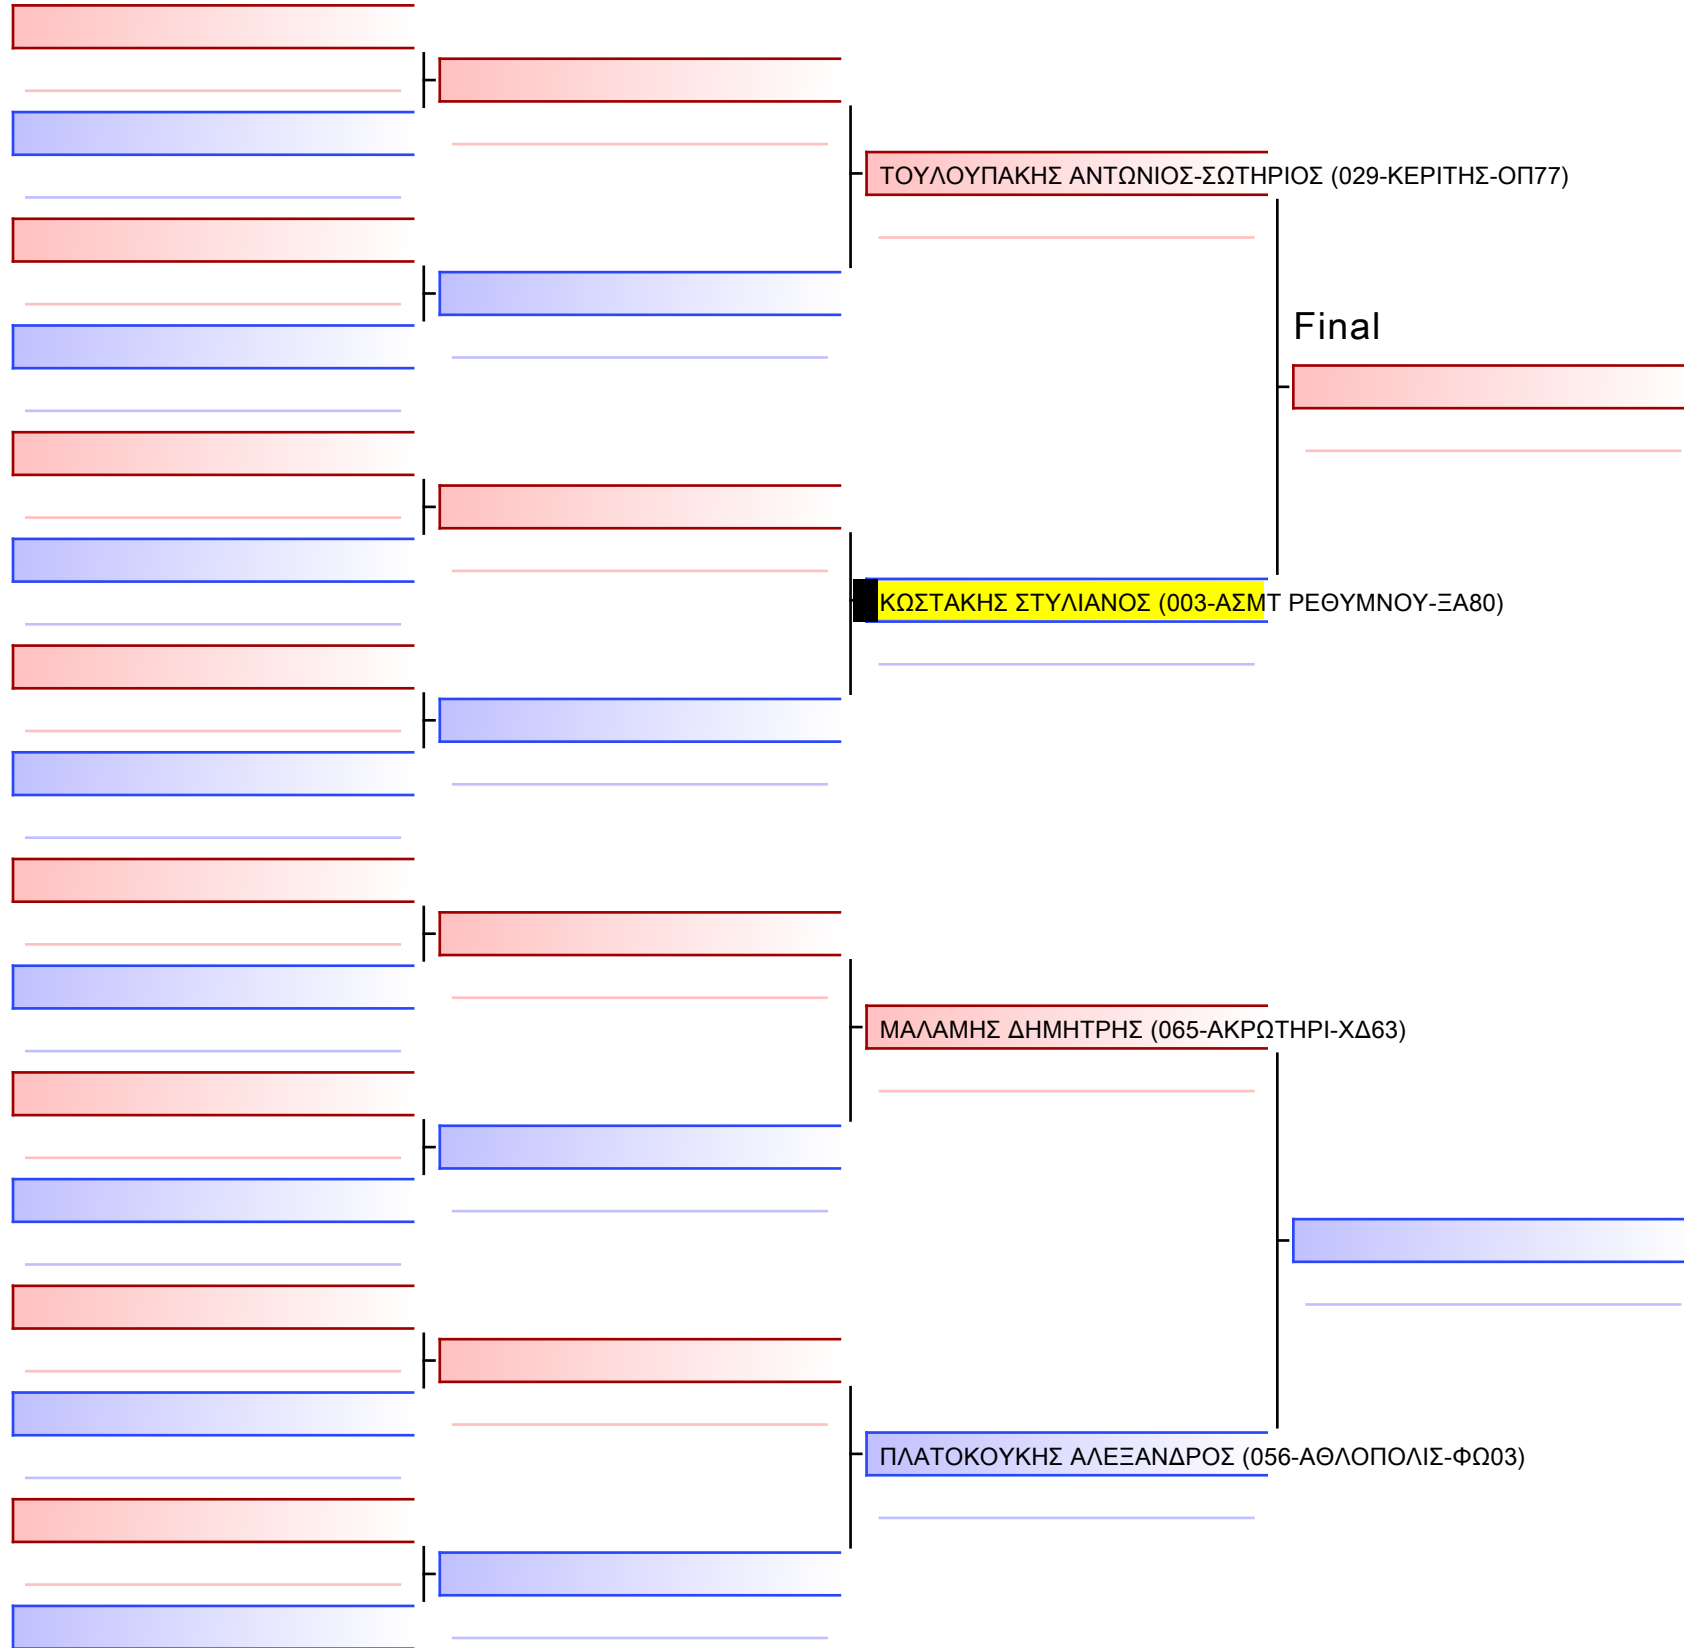 ΤΟΥΛΟΥΠΑΚΗΣ ΑΝΤΩΝΙΟΣ-ΣΩΤΗΡΙΟΣ (029-ΚΕΡΙΤΗΣ-ΟΠ77)
Final
ΚΩΣΤΑΚΗΣ ΣΤΥΛΙΑΝΟΣ (003-ΑΣΜΤ ΡΕΘΥΜΝΟΥ-ΞΑ80)
ΜΑΛΑΜΗΣ ΔΗΜΗΤΡΗΣ (065-ΑΚΡΩΤΗΡΙ-ΧΔ63)
ΠΛΑΤΟΚΟΥΚΗΣ ΑΛΕΞΑΝΔΡΟΣ (056-ΑΘΛΟΠΟΛΙΣ-ΦΩ03)